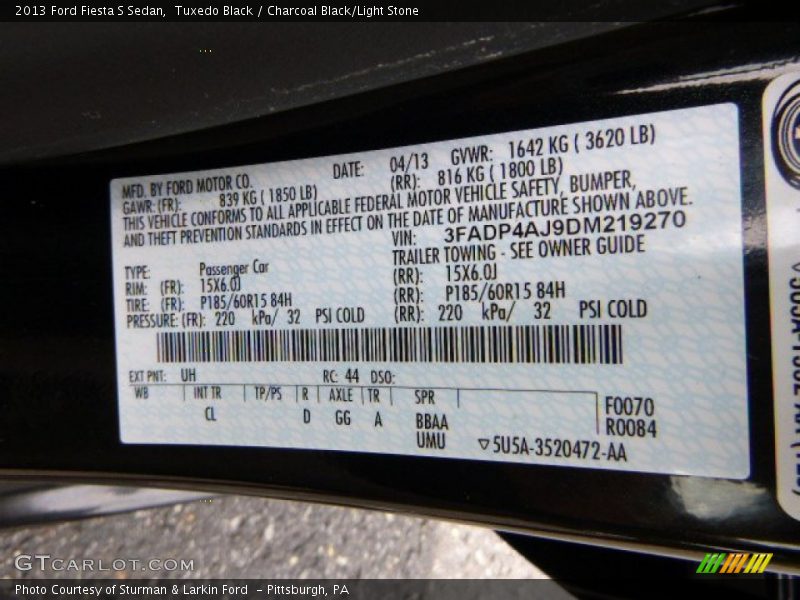 2013 Ford Fiesta S Sedan,  Tuxedo Black / Charcoal Black/Light Stone
MFD. BY FORD MOTOR CO. DATE: 04/13 GVWR: 1642 KG ( 3620 LB)
GAWR: (FR): 839 KG ( 1850 LB) (RR): 816 KG ( 1800 LB)
THIS VEHICLE CONFORMS TO ALL APPLICABLE FEDERAL MOTOR VEHICLE SAFETY, BUMPER,
AND THEFT PREVENTION STANDARDS IN EFFECT ON THE DATE OF MANUFACTURE SHOWN ABOVE.
VIN: 3FADP4AJ9DM219270
TYPE: Passenger Car TRAILER TOWING - SEE OWNER GUIDE
RIM: (FR): 15X6.0J (RR): 15X6.0J
TIRE: (FR): P185/60R15 84H (RR): P185/60R15 84H
PRESSURE: (FR): 220 kPa/ 32 PSI COLD (RR): 220 kPa/ 32 PSI COLD
EXT PNT: UH RC: 44 DSO:
WB INT TR TP/PS R AXLE TR SPR
CL D GG A BBAA F0070
UMU R0084
5U5A-3520472-AA
GTCARLOT.COM
Photo Courtesy of Sturman & Larkin Ford  - Pittsburgh, PA